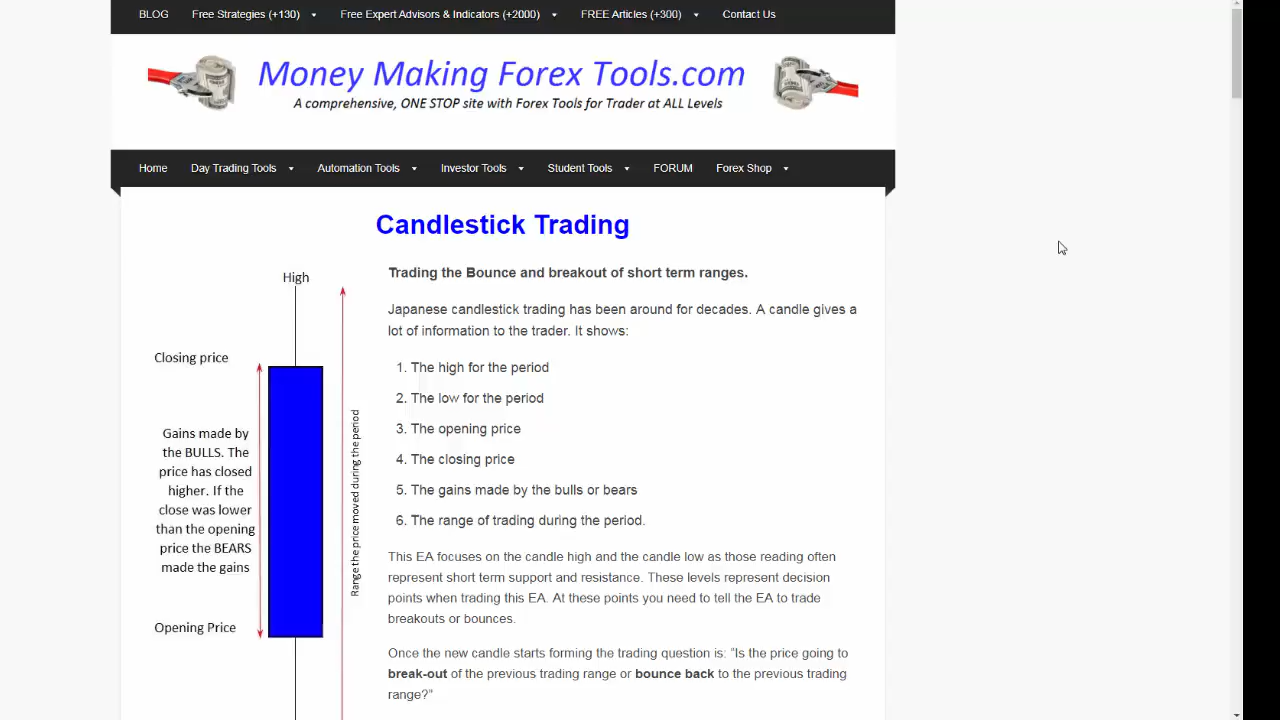 BLOG Free Strategies (+130) Free Expert Advisors & Indicators (+2000) FREE Articles (+300) Contact Us
Money Making Forex Tools.com
A comprehensive, ONE STOP site with Forex Tools for Trader at ALL Levels
Home Day Trading Tools Automation Tools Investor Tools Student Tools FORUM Forex Shop
Candlestick Trading
High
Closing price
Gains made by
the BULLS. The
price has closed
higher. If the
close was lower
than the opening
price the BEARS
made the gains
Opening Price
Range the price moved during the period
Trading the Bounce and breakout of short term ranges.
Japanese candlestick trading has been around for decades. A candle gives a
lot of information to the trader. It shows:
1. The high for the period
2. The low for the period
3. The opening price
4. The closing price
5. The gains made by the bulls or bears
6. The range of trading during the period.
This EA focuses on the candle high and the candle low as those reading often
represent short term support and resistance. These levels represent decision
points when trading this EA. At these points you need to tell the EA to trade
breakouts or bounces.
Once the new candle starts forming the trading question is: “Is the price going to
break-out of the previous trading range or bounce back to the previous trading
range?”